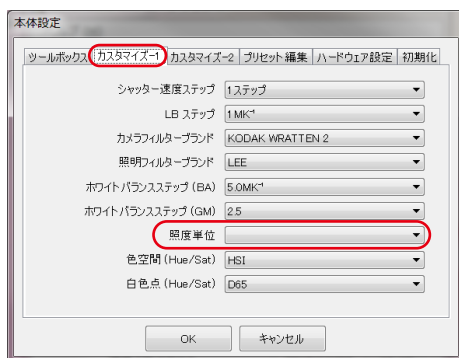 本体設定
ツールボックス カスタマイズ-1 カスタマイズ-2 プリセット編集 ハードウェア設定 初期化
シャッター速度ステップ 1ステップ
LB ステップ 1MK⁻¹
カメラフィルターブランド KODAK WRATTEN 2
照明フィルターブランド LEE
ホワイトバランスステップ (BA) 5.0MK⁻¹
ホワイトバランスステップ (GM) 2.5
照度単位
色空間 (Hue/Sat) HSI
白色点 (Hue/Sat) D65
OK キャンセル